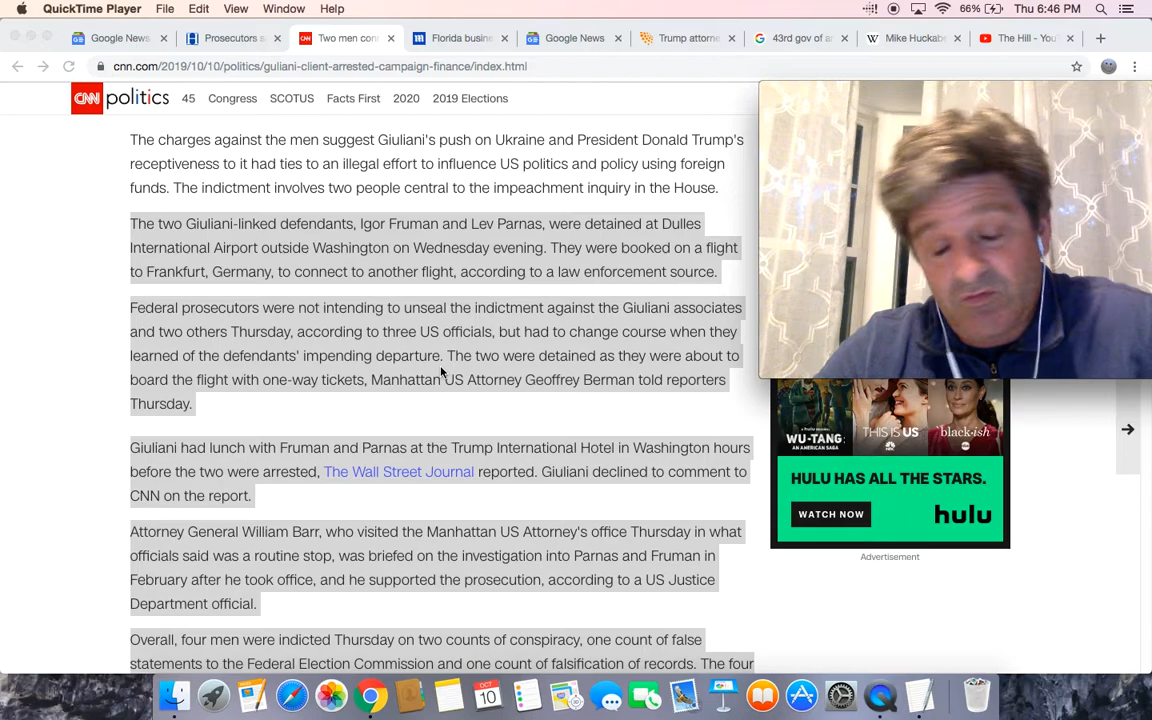 QuickTime Player File Edit View Window Help 66% Thu 6:46 PM
Google News Prosecutors s Two men con Florida busine Google News Trump attorne 43rd gov of ar Mike Huckabe The Hill - You
cnn.com/2019/10/10/politics/guliani-client-arrested-campaign-finance/index.html
CNN politics 45 Congress SCOTUS Facts First 2020 2019 Elections
The charges against the men suggest Giuliani's push on Ukraine and President Donald Trump's
receptiveness to it had ties to an illegal effort to influence US politics and policy using foreign
funds. The indictment involves two people central to the impeachment inquiry in the House.
The two Giuliani-linked defendants, Igor Fruman and Lev Parnas, were detained at Dulles
International Airport outside Washington on Wednesday evening. They were booked on a flight
to Frankfurt, Germany, to connect to another flight, according to a law enforcement source.
Federal prosecutors were not intending to unseal the indictment against the Giuliani associates
and two others Thursday, according to three US officials, but had to change course when they
learned of the defendants' impending departure. The two were detained as they were about to
board the flight with one-way tickets, Manhattan US Attorney Geoffrey Berman told reporters
Thursday.
Giuliani had lunch with Fruman and Parnas at the Trump International Hotel in Washington hours
before the two were arrested, The Wall Street Journal reported. Giuliani declined to comment to
CNN on the report.
Attorney General William Barr, who visited the Manhattan US Attorney's office Thursday in what
officials said was a routine stop, was briefed on the investigation into Parnas and Fruman in
February after he took office, and he supported the prosecution, according to a US Justice
Department official.
Overall, four men were indicted Thursday on two counts of conspiracy, one count of false
statements to the Federal Election Commission and one count of falsification of records. The four
WU-TANG
AN AMERICAN SAGA
THIS IS US
black-ish
HULU HAS ALL THE STARS.
WATCH NOW
hulu
Advertisement
OCT
10